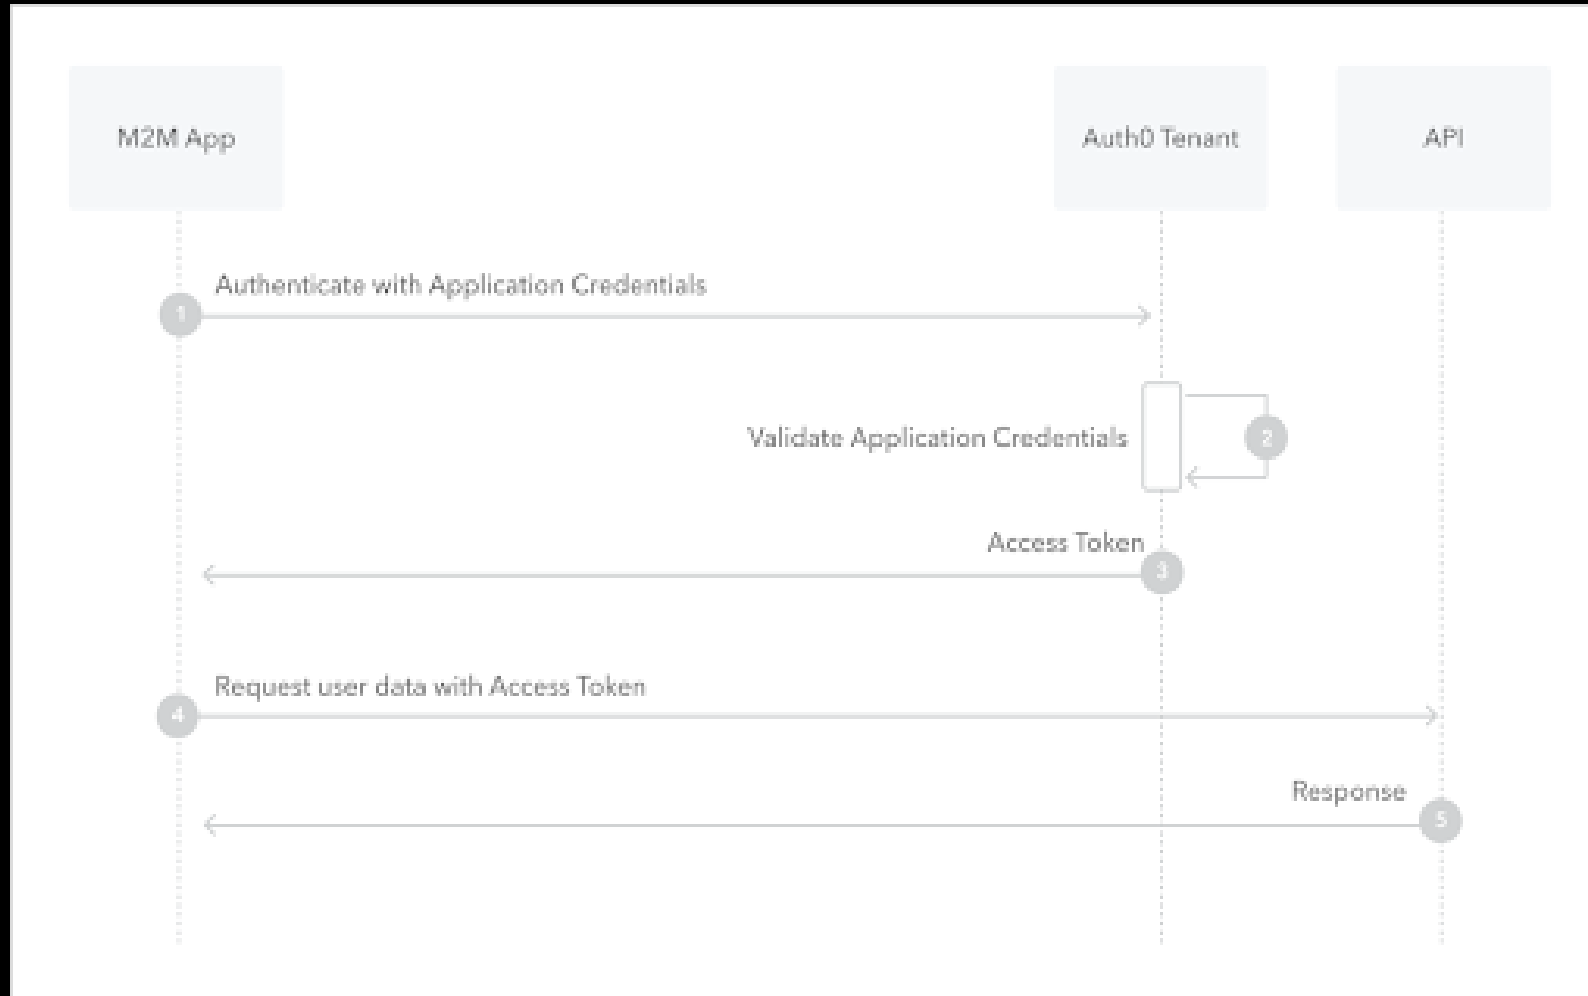 M2M App
Auth0 Tenant
API
Authenticate with Application Credentials
1
Validate Application Credentials
2
Access Token
3
Request user data with Access Token
4
Response
5